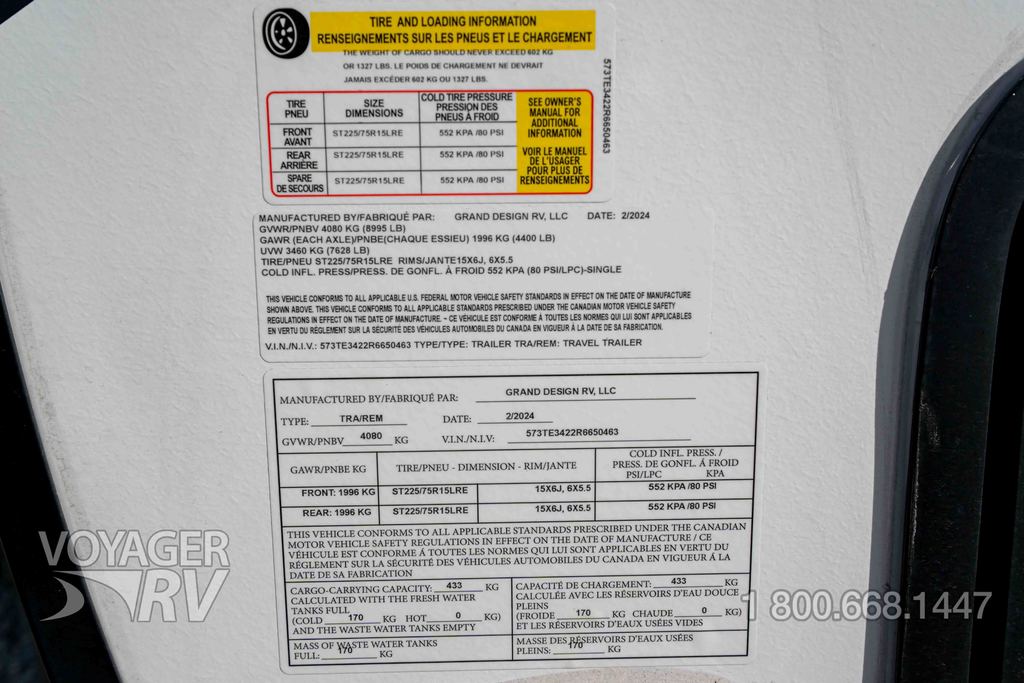 TIRE AND LOADING INFORMATION
RENSEIGNEMENTS SUR LES PNEUS ET LE CHARGEMENT
THE WEIGHT OF CARGO SHOULD NEVER EXCEED 602 KG
OR 1327 LBS. LE POIDS DE CHARGEMENT NE DEVRAIT
JAMAIS EXCÉDER 602 KG OU 1327 LBS.
573TE3422R6650463
TIRE PNEU SIZE DIMENSIONS COLD TIRE PRESSURE PRESSION DES PNEUS À FROID
FRONT AVANT ST225/75R15LRE 552 KPA /80 PSI
REAR ARRIÈRE ST225/75R15LRE 552 KPA /80 PSI
SPARE DE SECOURS ST225/75R15LRE 552 KPA /80 PSI
SEE OWNER'S
MANUAL FOR
ADDITIONAL
INFORMATION
VOIR LE MANUEL
DE L'USAGER
POUR PLUS DE
RENSEIGNEMENTS
MANUFACTURED BY/FABRIQUÉ PAR: GRAND DESIGN RV, LLC DATE: 2/2024
GVWR/PNBV 4080 KG (8995 LB)
GAWR (EACH AXLE)/PNBE(CHAQUE ESSIEU) 1996 KG (4400 LB)
UVW 3460 KG (7628 LB)
TIRE/PNEU ST225/75R15LRE RIMS/JANTE15X6J, 6X5.5
COLD INFL. PRESS/PRESS. DE GONFL. À FROID 552 KPA (80 PSI/LPC)-SINGLE
THIS VEHICLE CONFORMS TO ALL APPLICABLE U.S. FEDERAL MOTOR VEHICLE SAFETY STANDARDS IN EFFECT ON THE DATE OF MANUFACTURE
SHOWN ABOVE. THIS VEHICLE CONFORMS TO ALL APPLICABLE STANDARDS PRESCRIBED UNDER THE CANADIAN MOTOR VEHICLE SAFETY
REGULATIONS IN EFFECT ON THE DATE OF MANUFACTURE. – CE VÉHICULE EST CONFORME À TOUTES LES NORMES QUI LUI SONT APPLICABLES
EN VERTU DU RÉGLEMENT SUR LA SÉCURITÉ DES VÉHICULES AUTOMOBILES DU CANADA EN VIGUEUR À LA DATE DE SA FABRICATION.
V.I.N./N.I.V.: 573TE3422R6650463 TYPE/TYPE: TRAILER TRA/REM: TRAVEL TRAILER
MANUFACTURED BY/FABRIQUÉ PAR: GRAND DESIGN RV, LLC
TYPE: TRA/REM DATE: 2/2024
GVWR/PNBV 4080 KG V.I.N./N.I.V: 573TE3422R6650463
GAWR/PNBE KG TIRE/PNEU - DIMENSION - RIM/JANTE COLD INFL. PRESS. / PRESS. DE GONFL. Á FROID PSI/LPC KPA
FRONT: 1996 KG ST225/75R15LRE 15X6J, 6X5.5 552 KPA /80 PSI
REAR: 1996 KG ST225/75R15LRE 15X6J, 6X5.5 552 KPA /80 PSI
THIS VEHICLE CONFORMS TO ALL APPLICABLE STANDARDS PRESCRIBED UNDER THE CANADIAN
MOTOR VEHICLE SAFETY REGULATIONS IN EFFECT ON THE DATE OF MANUFACTURE / CE
VÉHICULE EST CONFORME Á TOUTES LES NORMES QUI LUI SONT APPLICABLES EN VERTU DU
RÉGLEMENT SUR LA SÉCURITÉ DES VÉHICULES AUTOMOBILES DU CANADA EN VIGUEUR Á LA
DATE DE SA FABRICATION
CARGO-CARRYING CAPACITY: 433 KG
CALCULATED WITH THE FRESH WATER
TANKS FULL
(COLD 170 KG HOT 0 KG)
AND THE WASTE WATER TANKS EMPTY
CAPACITÉ DE CHARGEMENT: 433 KG
CALCULÉE AVEC LES RÉSERVOIRS D'EAU DOUCE
PLEINS
(FROIDE 170 KG CHAUDE 0 KG)
ET LES RÉSERVOIRS D'EAUX USÉES VIDES
MASS OF WASTE WATER TANKS
FULL: 170 KG
MASSE DES RÉSERVOIRS D'EAUX USÉES
PLEINS: 170 KG
VOYAGER
RV
1 800.668.1447